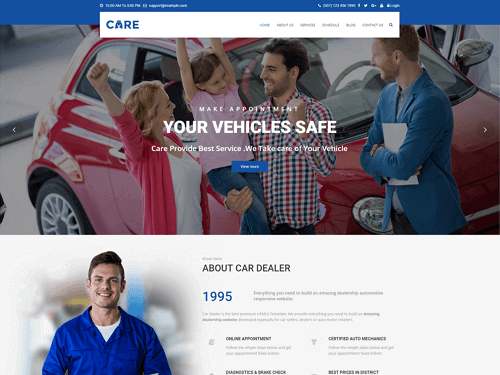 10:00 AM To 5:00 PM support@example.com (007) 123 456 7890 Login
CARE
HOME ABOUT US SERVICES SCHEDULE BLOG CONTACT US
MAKE APPOINTMENT
YOUR VEHICLES SAFE
Care Provide Best Service .We Take care of Your Vehicle
View more
ABOUT CAR DEALER
1995
Everything you need to build an amazing dealership automotive
responsive website.
Car Dealer is the best premium HTML5 Template. We provide everything you need to build an Amazing
dealership website developed especially for car sellers, dealers or auto motor retailers.
ONLINE APPOINTMENT
Follow the simple steps below and get
your appointment fixed online.
CERTIFIED AUTO MECHANICS
Follow the simple steps below and get
your appointment fixed online.
DIAGNOSTICS & BRAKE CHECK
BEST PRICES IN DISTRICT